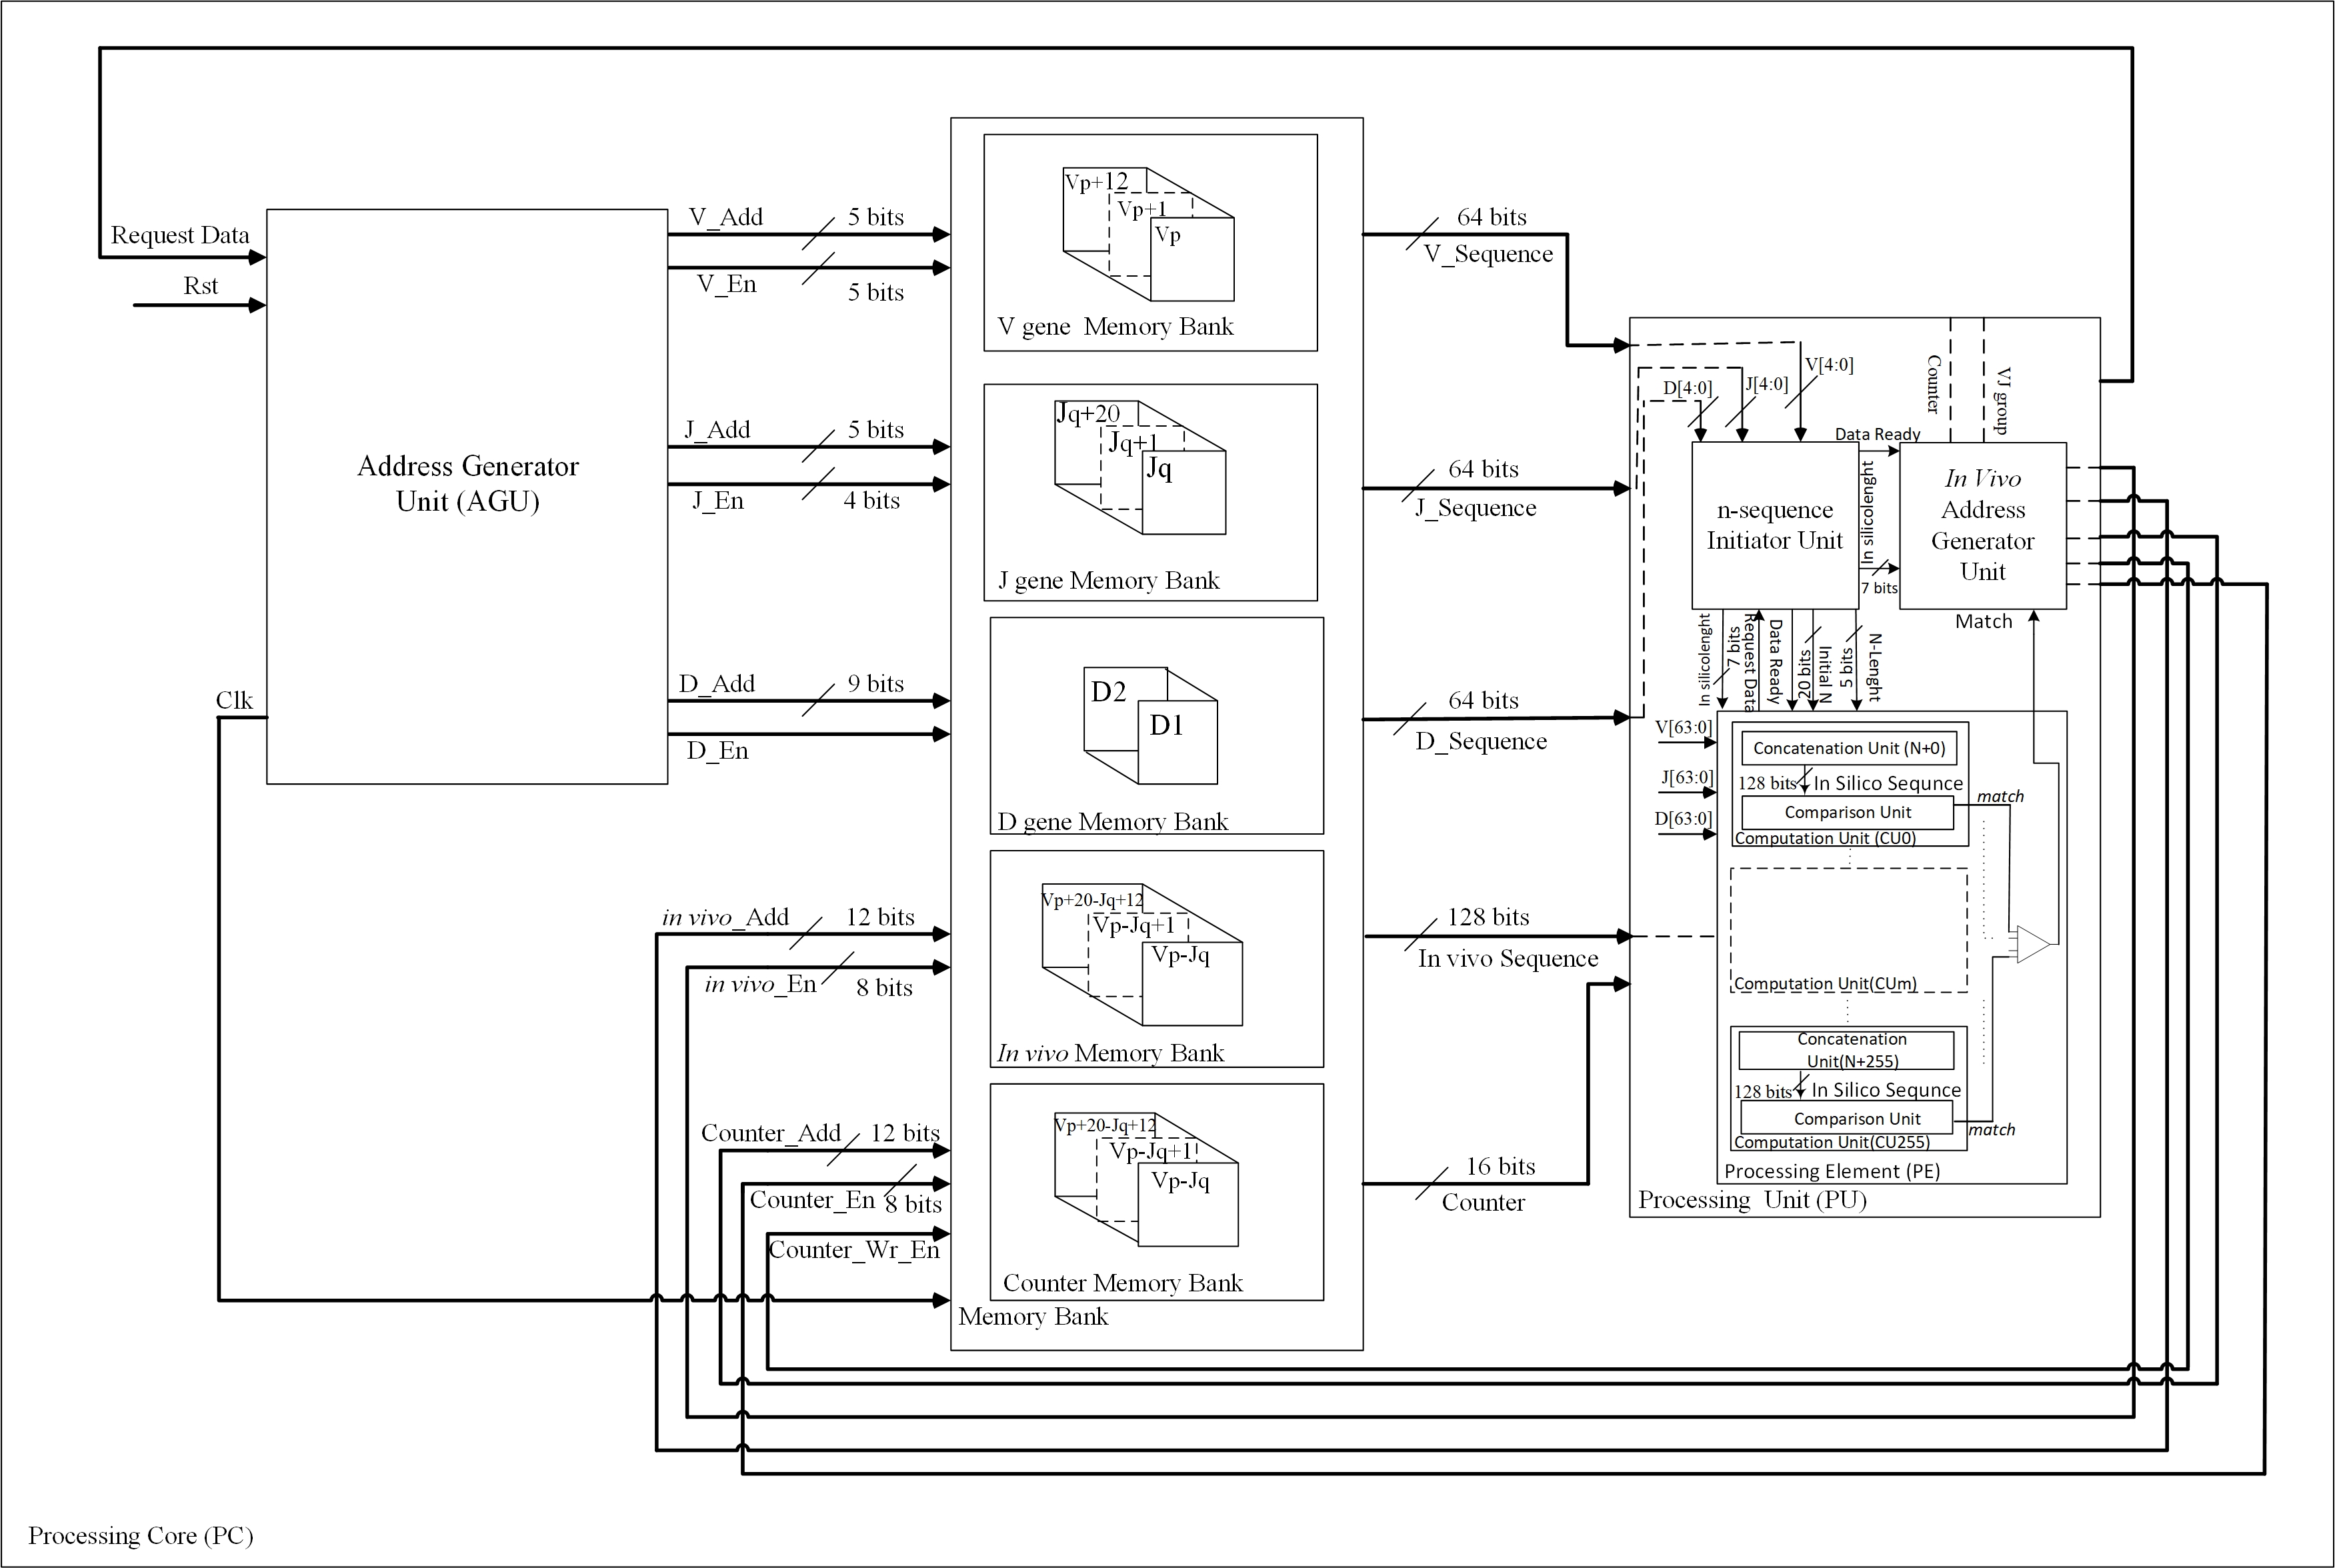 Request Data
Rst
Address Generator
Unit (AGU)
Clk
V_Add
5 bits
V_En
5 bits
J_Add
5 bits
J_En
4 bits
D_Add
9 bits
D_En
in vivo_Add
12 bits
in vivo_En
8 bits
Counter_Add
12 bits
Counter_En
8 bits
Counter_Wr_En
Vp+12
Vp+1
Vp
V gene Memory Bank
Jq+20
Jq+1
Jq
J gene Memory Bank
D2
D1
D gene Memory Bank
Vp+20-Jq+12
Vp-Jq+1
Vp-Jq
In vivo Memory Bank
Vp+20-Jq+12
Vp-Jq+1
Vp-Jq
Counter Memory Bank
Memory Bank
64 bits
V_Sequence
64 bits
J_Sequence
64 bits
D_Sequence
128 bits
In vivo Sequence
16 bits
Counter
D[4:0]
J[4:0]
V[4:0]
Counter
VJ group
Data Ready
In silicolenght
7 bits
n-sequence
Initiator Unit
In Vivo
Address
Generator
Unit
Match
In silicolenght
7 bits
Request Data
Data Ready
20 bits
Initial N
5 bits
N-Lenght
V[63:0]
J[63:0]
D[63:0]
Concatenation Unit (N+0)
128 bits
In Silico Sequnce
Comparison Unit
match
Computation Unit (CU0)
Computation Unit(CUm)
Concatenation
Unit(N+255)
128 bits
In Silico Sequnce
Comparison Unit
match
Computation Unit(CU255)
Processing Element (PE)
Processing Unit (PU)
Processing Core (PC)